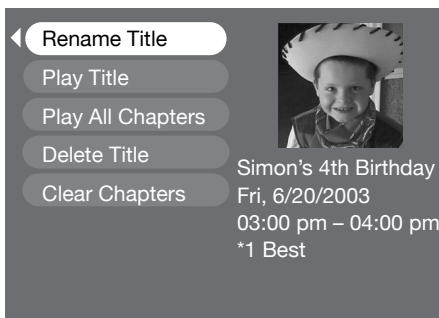 Rename Title
Play Title
Play All Chapters
Delete Title
Clear Chapters
Simon's 4th Birthday
Fri, 6/20/2003
03:00 pm – 04:00 pm
*1 Best